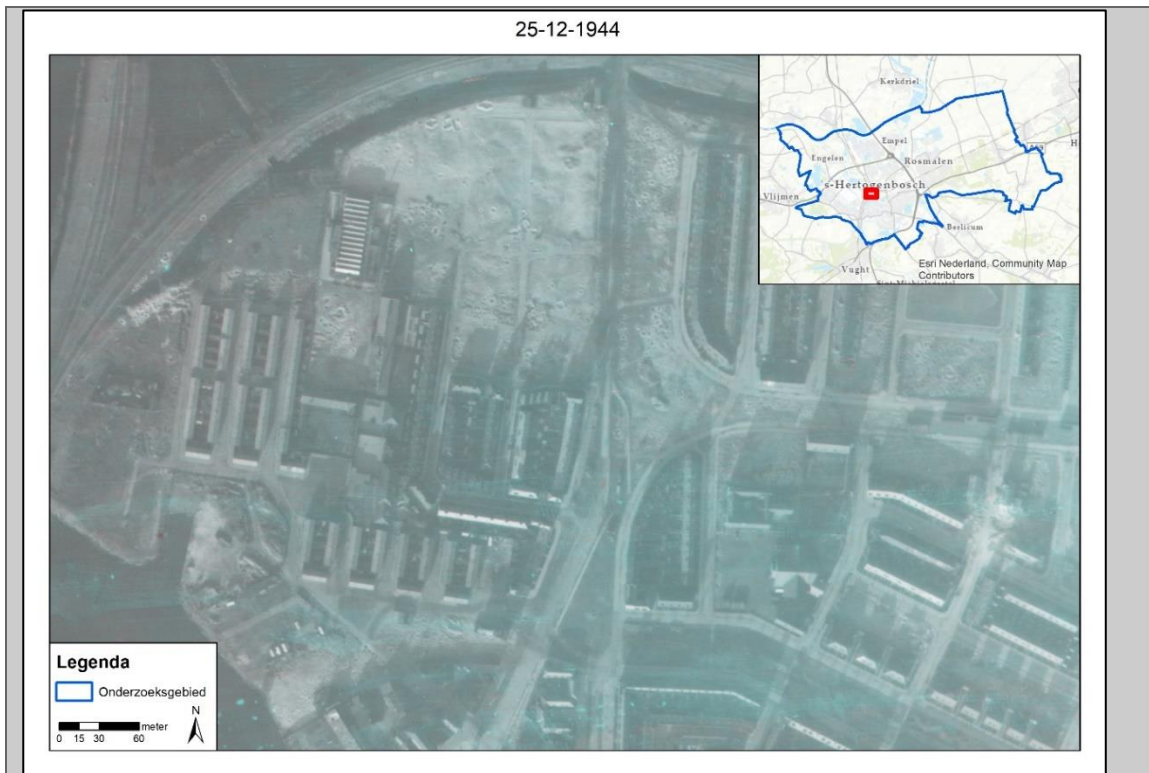 25-12-1944
Kerkdriel
Empel
Engelen
Rosmalen
's-Hertogenbosch
Vlijmen
Berlicum
Vught
Esri Nederland, Community Map
Contributors
Legenda
Onderzoeksgebied
N
meter
0 15 30 60